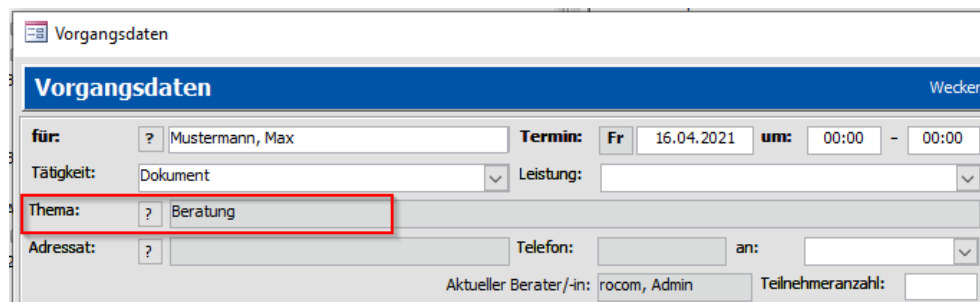 Vorgangsdaten
Vorgangsdaten Wecker
für: ? Mustermann, Max Termin: Fr 16.04.2021 um: 00:00 - 00:00
Tätigkeit: Dokument Leistung:
Thema: ? Beratung
Adressat: ? Telefon: an:
Aktueller Berater/-in: rocom, Admin Teilnehmeranzahl: